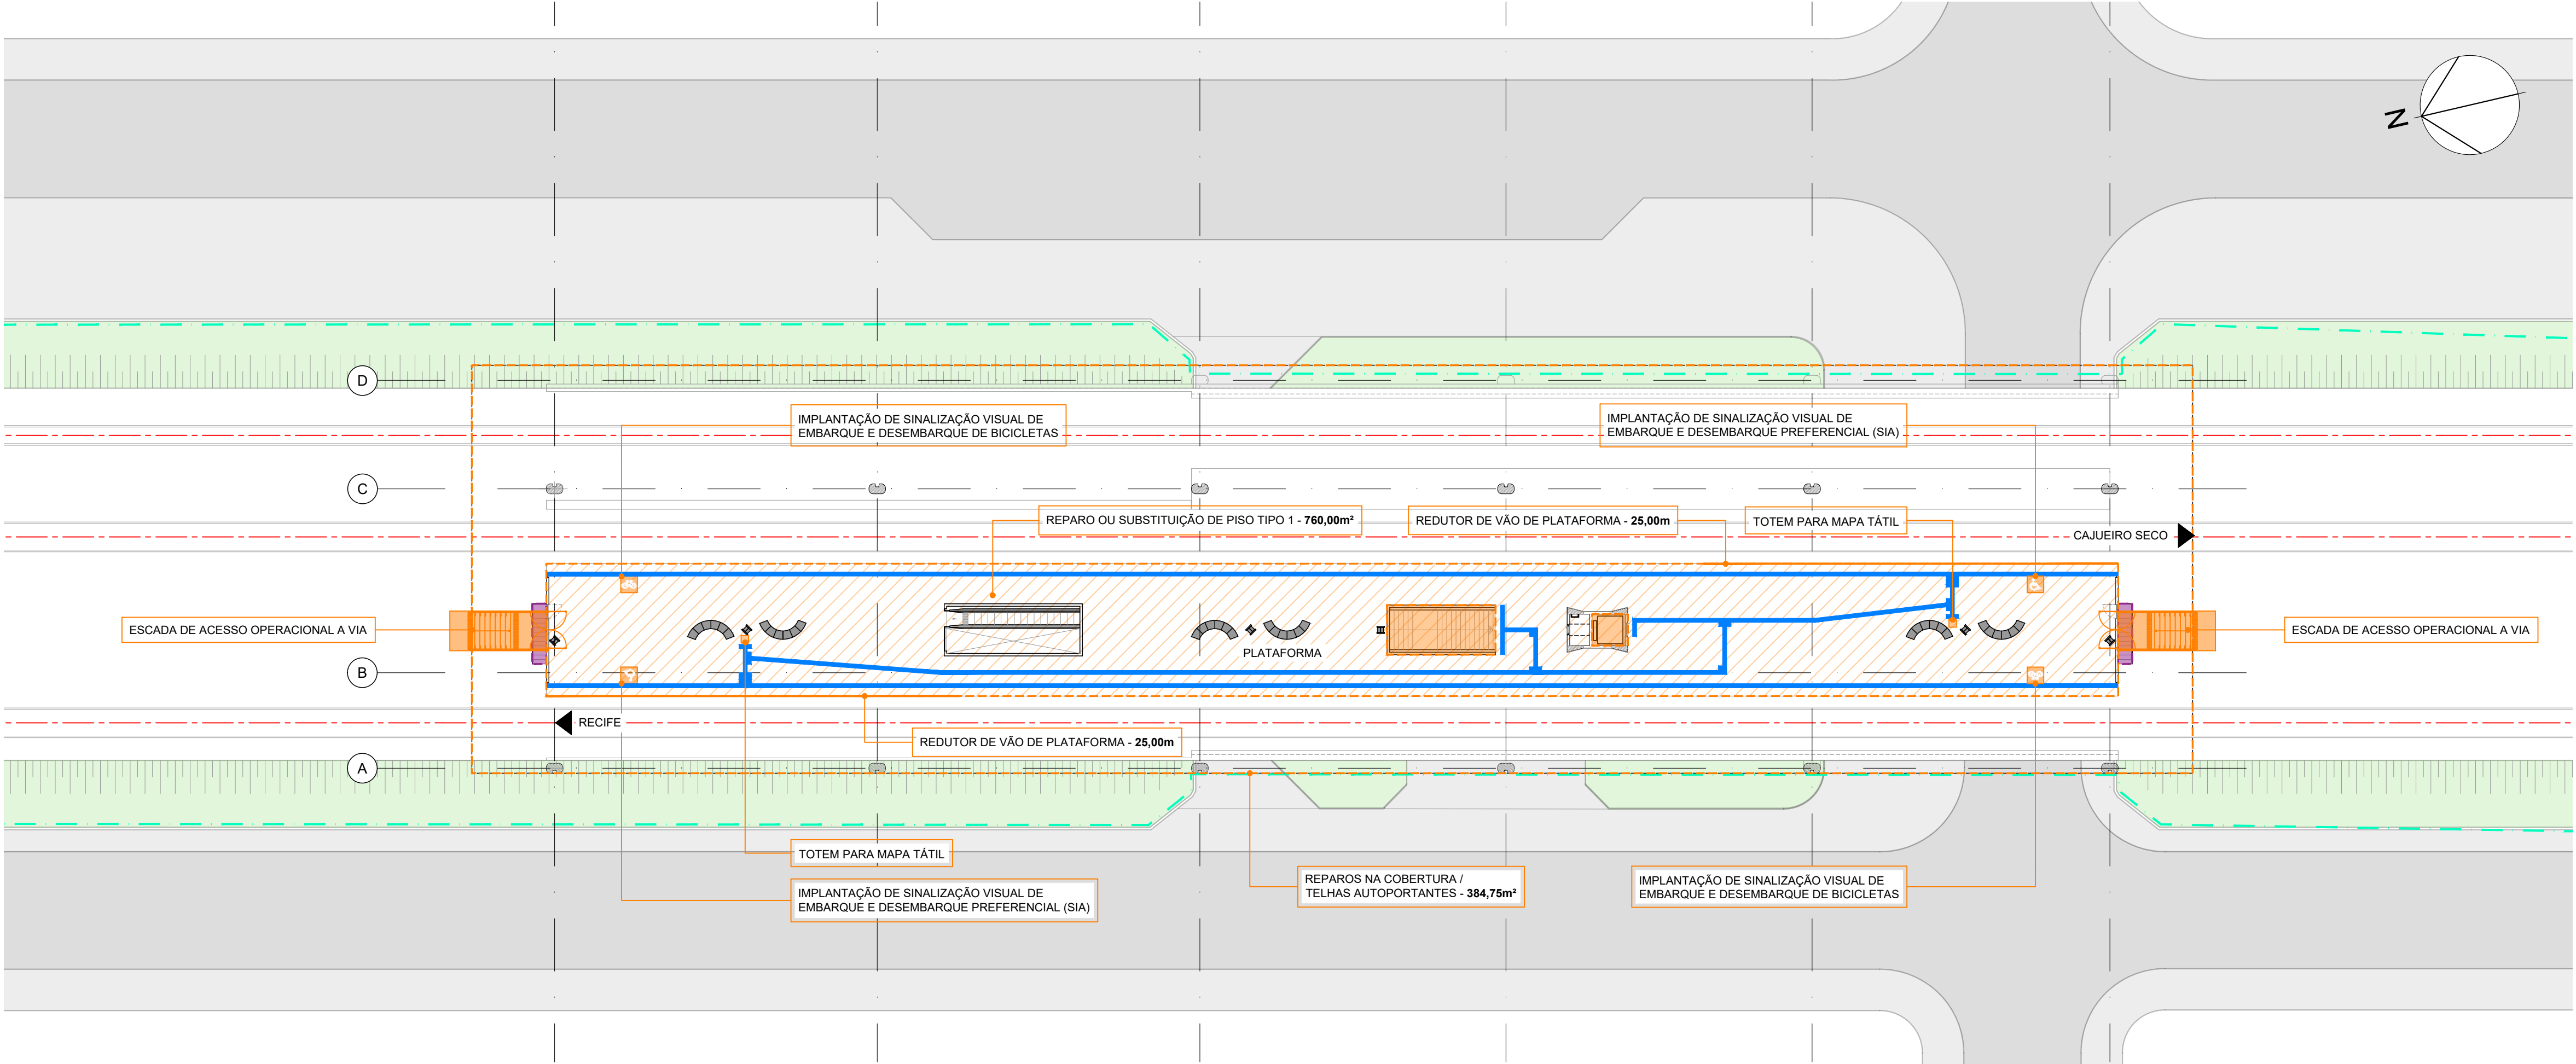 N
D
IMPLANTAÇÃO DE SINALIZAÇÃO VISUAL DE
EMBARQUE E DESEMBARQUE DE BICICLETAS
IMPLANTAÇÃO DE SINALIZAÇÃO VISUAL DE
EMBARQUE E DESEMBARQUE PREFERENCIAL (SIA)
C
REPARO OU SUBSTITUIÇÃO DE PISO TIPO 1 - 760,00m²
REDUTOR DE VÃO DE PLATAFORMA - 25,00m
TOTEM PARA MAPA TÁTIL
CAJUEIRO SECO
ESCADA DE ACESSO OPERACIONAL A VIA
ESCADA DE ACESSO OPERACIONAL A VIA
PLATAFORMA
B
RECIFE
REDUTOR DE VÃO DE PLATAFORMA - 25,00m
A
TOTEM PARA MAPA TÁTIL
IMPLANTAÇÃO DE SINALIZAÇÃO VISUAL DE
EMBARQUE E DESEMBARQUE PREFERENCIAL (SIA)
REPAROS NA COBERTURA /
TELHAS AUTOPORTANTES - 384,75m²
IMPLANTAÇÃO DE SINALIZAÇÃO VISUAL DE
EMBARQUE E DESEMBARQUE DE BICICLETAS